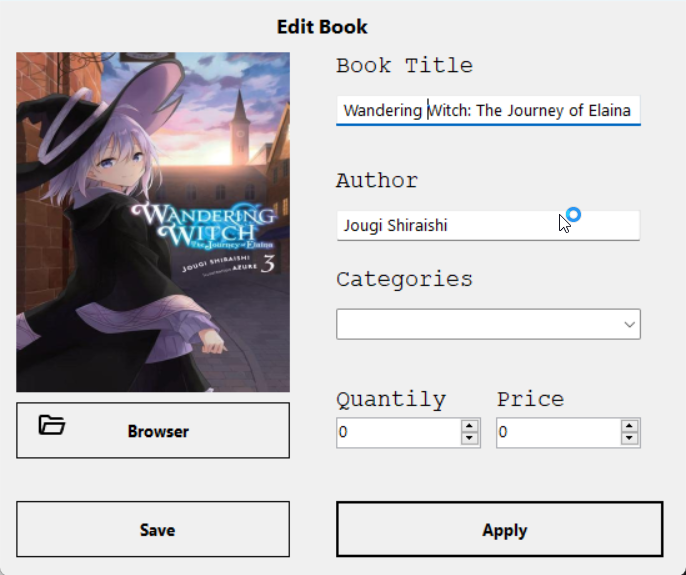 Edit Book
WANDERING
WITCH
The Journey of Elaina
JOUGI SHIRAISHI
ILLUSTRATION AZURE
3
Browser
Save
Book Title
Wandering Witch: The Journey of Elaina
Author
Jougi Shiraishi
Categories
Quantily Price
0 0
Apply